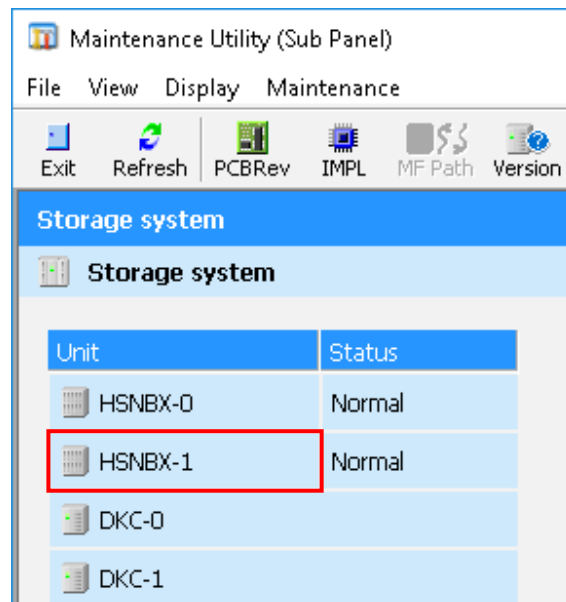 Maintenance Utility (Sub Panel)
File View Display Maintenance
Exit Refresh PCBRev IMPL MF Path Version
Storage system
Storage system
Unit Status
HSNBX-0 Normal
HSNBX-1 Normal
DKC-0
DKC-1